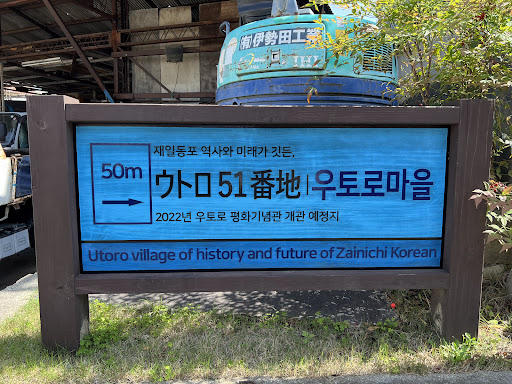 (有)伊勢田工
50m
재일동포 역사와 미래가 깃든,
ウトロ 51番地 | 우토로마을
2022년 우토로 평화기념관 개관 예정지
Utoro village of history and future of Zainichi Korean